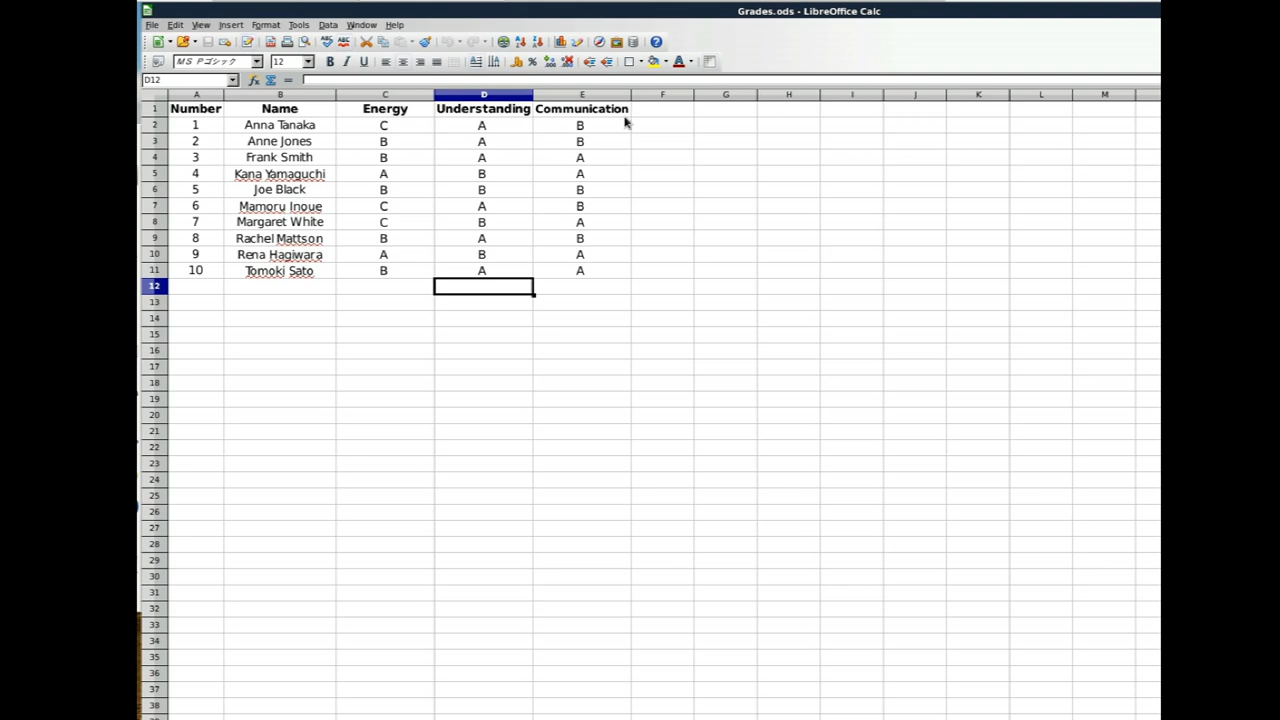 Grades.ods - LibreOffice Calc
File Edit View Insert Format Tools Data Window Help
MS Pゴシック 12
D12
A B C D E F G H I J K L M
1 Number Name Energy Understanding Communication
2 1 Anna Tanaka C A B
3 2 Anne Jones B A B
4 3 Frank Smith B A A
5 4 Kana Yamaguchi A B A
6 5 Joe Black B B B
7 6 Mamoru Inoue C A B
8 7 Margaret White C B A
9 8 Rachel Mattson B A B
10 9 Rena Hagiwara A B A
11 10 Tomoki Sato B A A
12
13
14
15
16
17
18
19
20
21
22
23
24
25
26
27
28
29
30
31
32
33
34
35
36
37
38